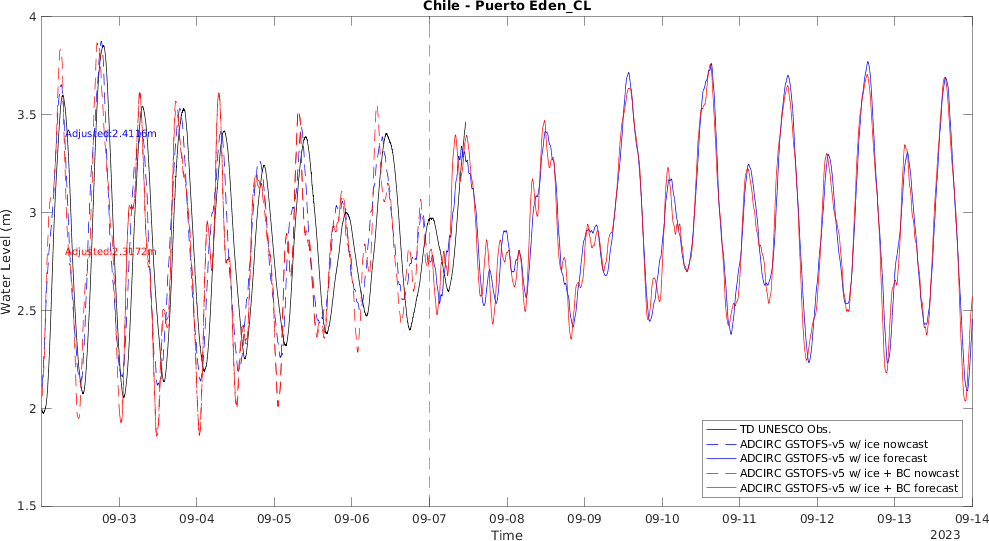 Chile - Puerto Eden_CL
4
3.5
3
2.5
2
1.5
Water Level (m)
Adjusted:2.4116m
Adjusted:2.3172m
TD UNESCO Obs.
ADCIRC GSTOFS-v5 w/ ice nowcast
ADCIRC GSTOFS-v5 w/ ice forecast
ADCIRC GSTOFS-v5 w/ ice + BC nowcast
ADCIRC GSTOFS-v5 w/ ice + BC forecast
09-03 09-04 09-05 09-06 09-07 09-08 09-09 09-10 09-11 09-12 09-13 09-14
Time
2023